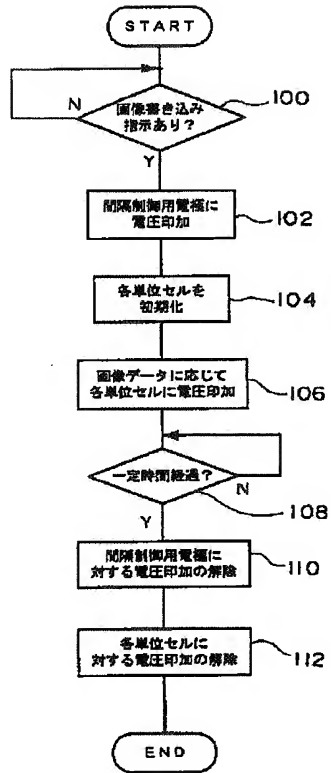 START
N
画像書き込み
指示あり?
100
Y
間隔制御用電極に
電圧印加
102
各単位セルを
初期化
104
画像データに応じて
各単位セルに電圧印加
106
一定時間経過?
N
108
Y
間隔制御用電極に
対する電圧印加の解除
110
各単位セルに
対する電圧印加の解除
112
END